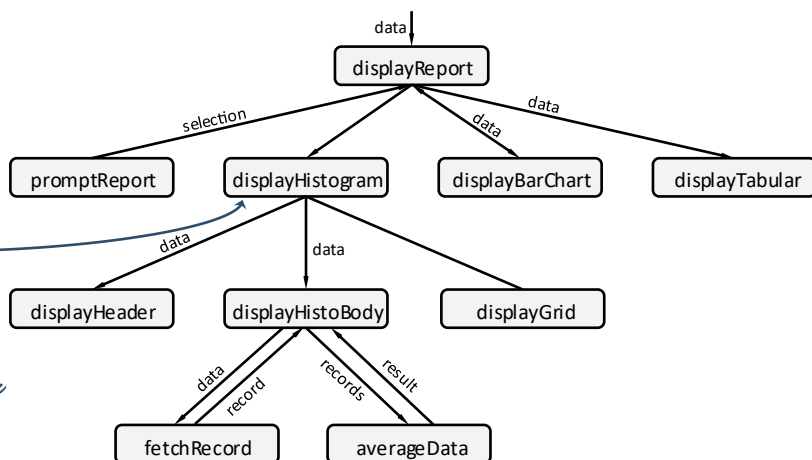 data
displayReport
selection
data
data
promptReport
displayHistogram
displayBarChart
displayTabular
data
data
displayHeader
displayHistoBody
displayGrid
data
record
records
result
fetchRecord
averageData